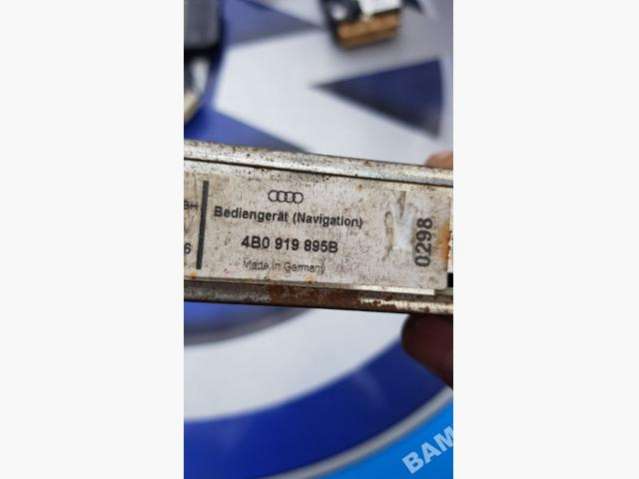 Bediengerät (Navigation)
4B0 919 895B
Made in Germany
0298
BAM